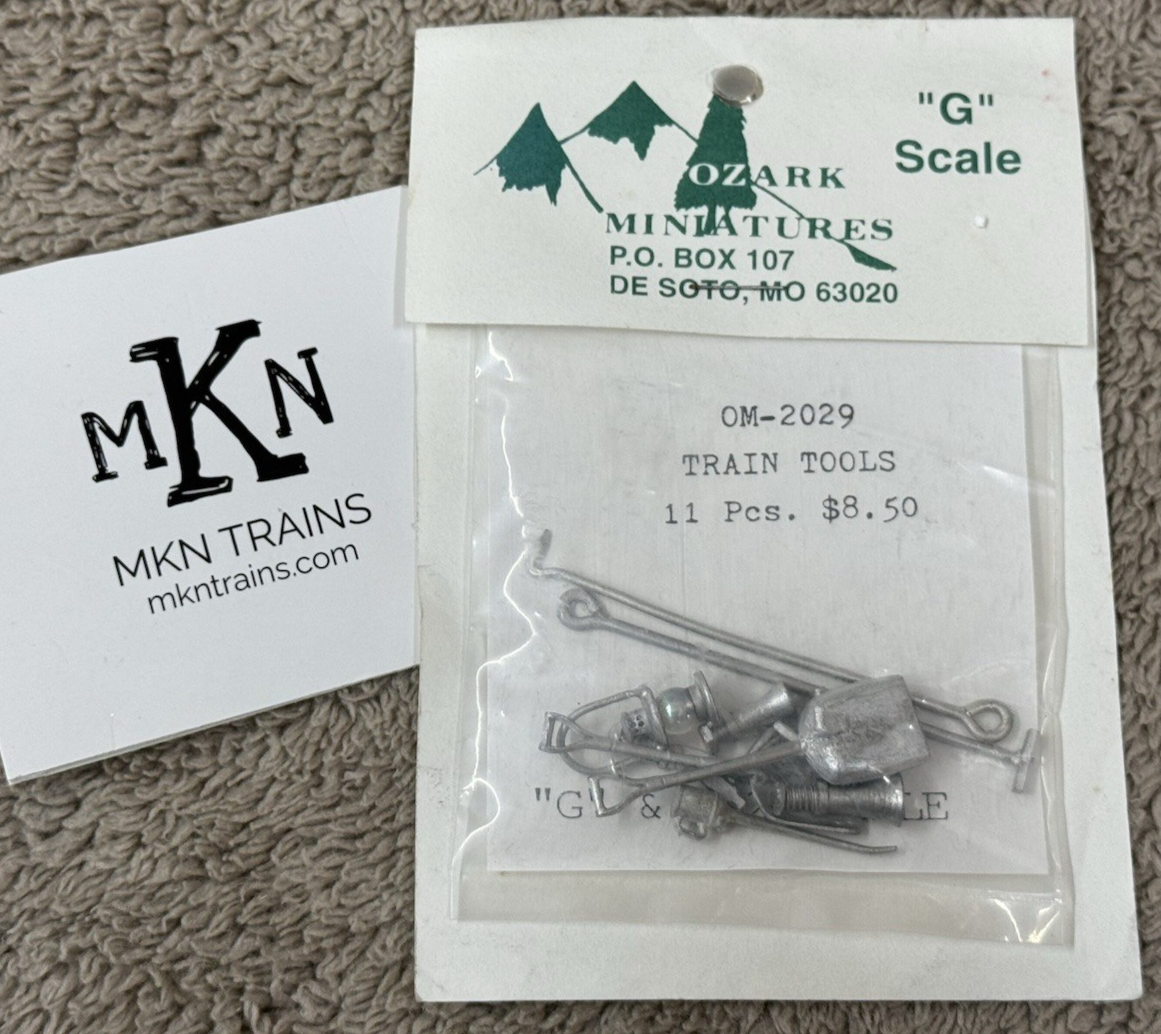 MKN
MKN TRAINS
mkntrains.com
"G"
Scale
OZARK
MINIATURES
P.O. BOX 107
DE SOTO, MO 63020
OM-2029
TRAIN TOOLS
11 Pcs. $8.50
"G" &